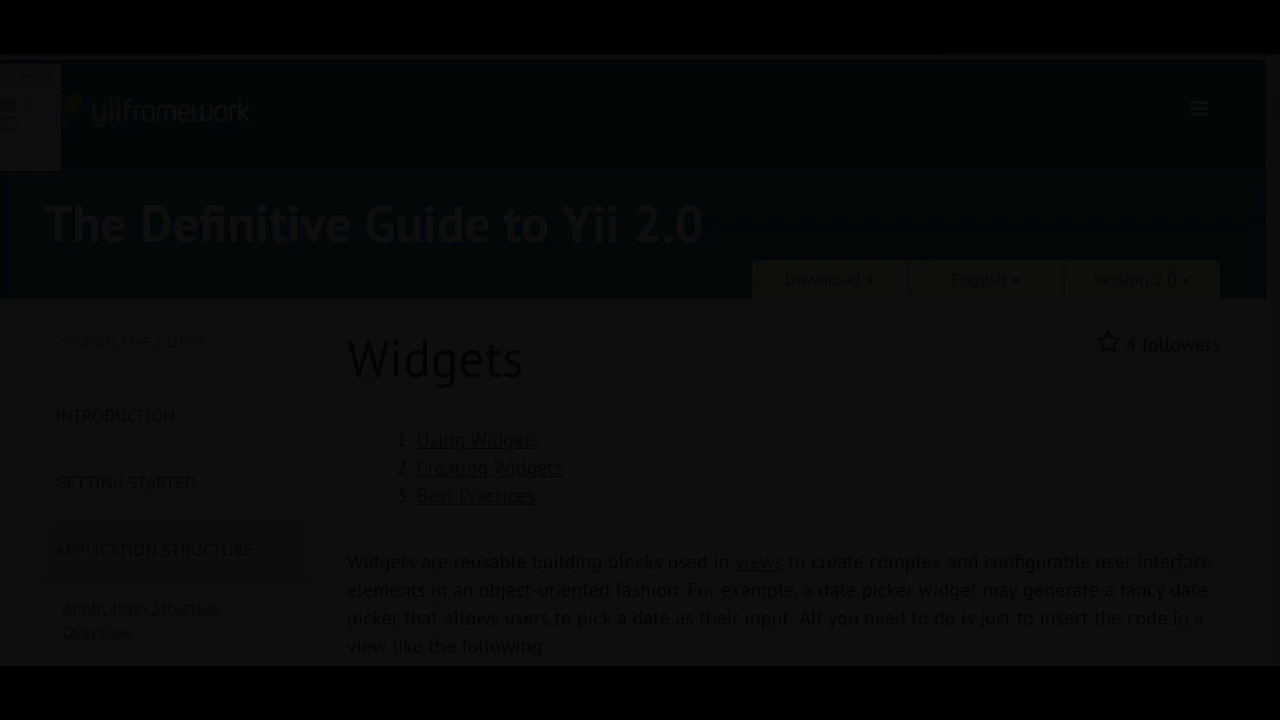 yiiframework
The Definitive Guide to Yii 2.0
Download
English
Version 2.0
Search the Guide...
Widgets
4 followers
INTRODUCTION
1. Using Widgets
2. Creating Widgets
GETTING STARTED
3. Best Practices
APPLICATION STRUCTURE
Widgets are reusable building blocks used in views to create complex and configurable user interface
elements in an object-oriented fashion. For example, a date picker widget may generate a fancy date
Application Structure
Overview
picker that allows users to pick a date as their input. All you need to do is just to insert the code in a
view like the following: